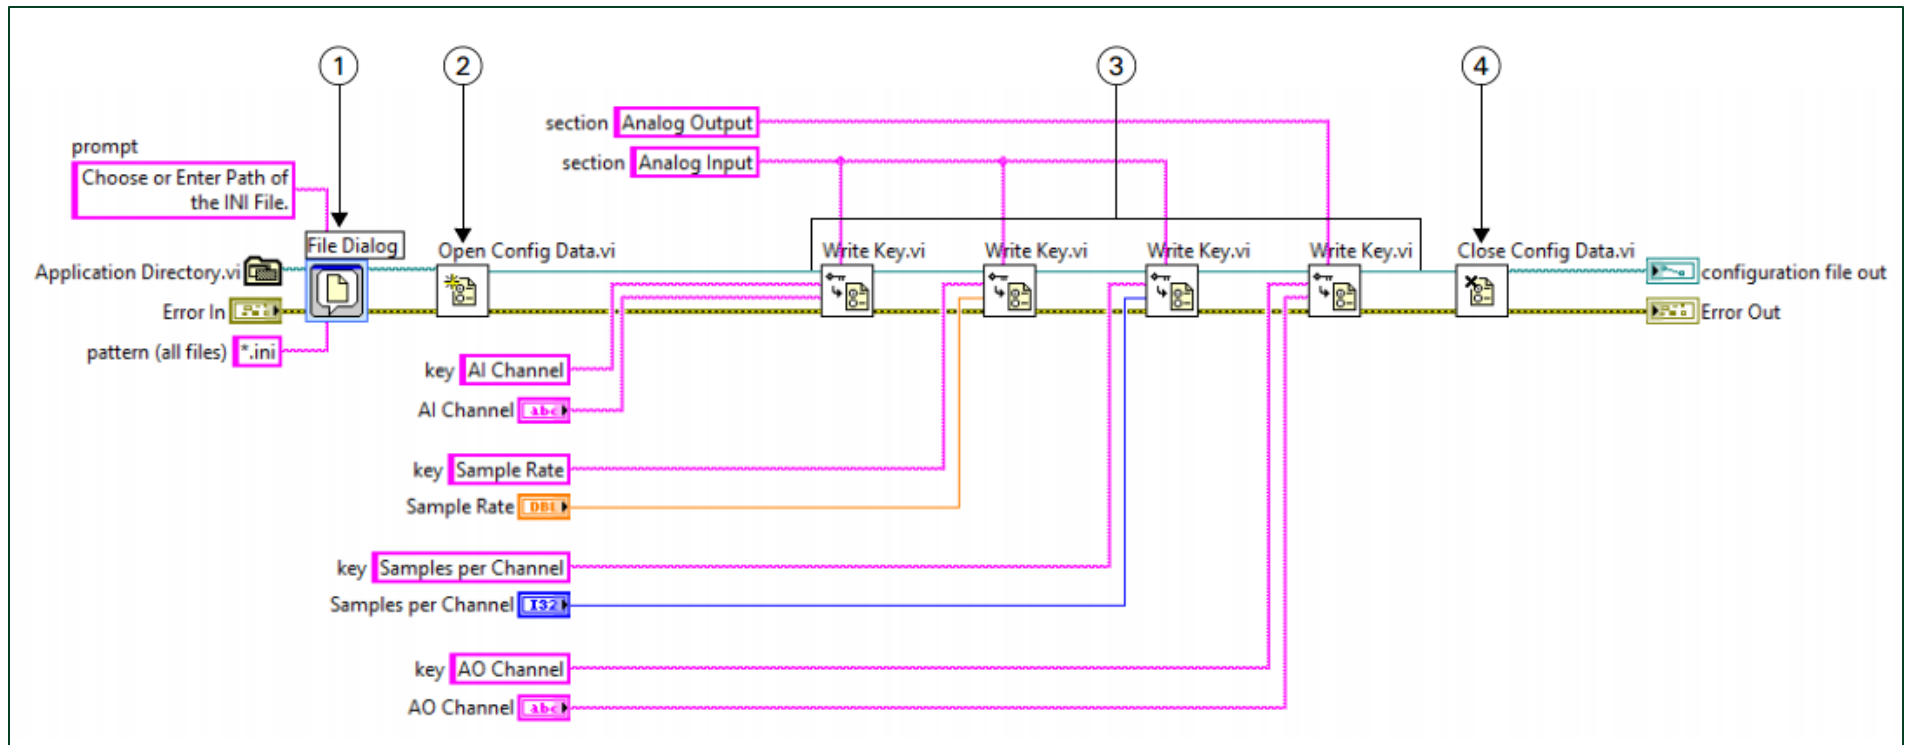 1
2
3
4
section Analog Output
prompt
section Analog Input
Choose or Enter Path of
the INI File.
File Dialog
Open Config Data.vi
Write Key.vi
Write Key.vi
Write Key.vi
Write Key.vi
Close Config Data.vi
Application Directory.vi
configuration file out
Error In
Error Out
pattern (all files) *.ini
key AI Channel
AI Channel abc
key Sample Rate
Sample Rate DBL
key Samples per Channel
Samples per Channel I32
key AO Channel
AO Channel abc